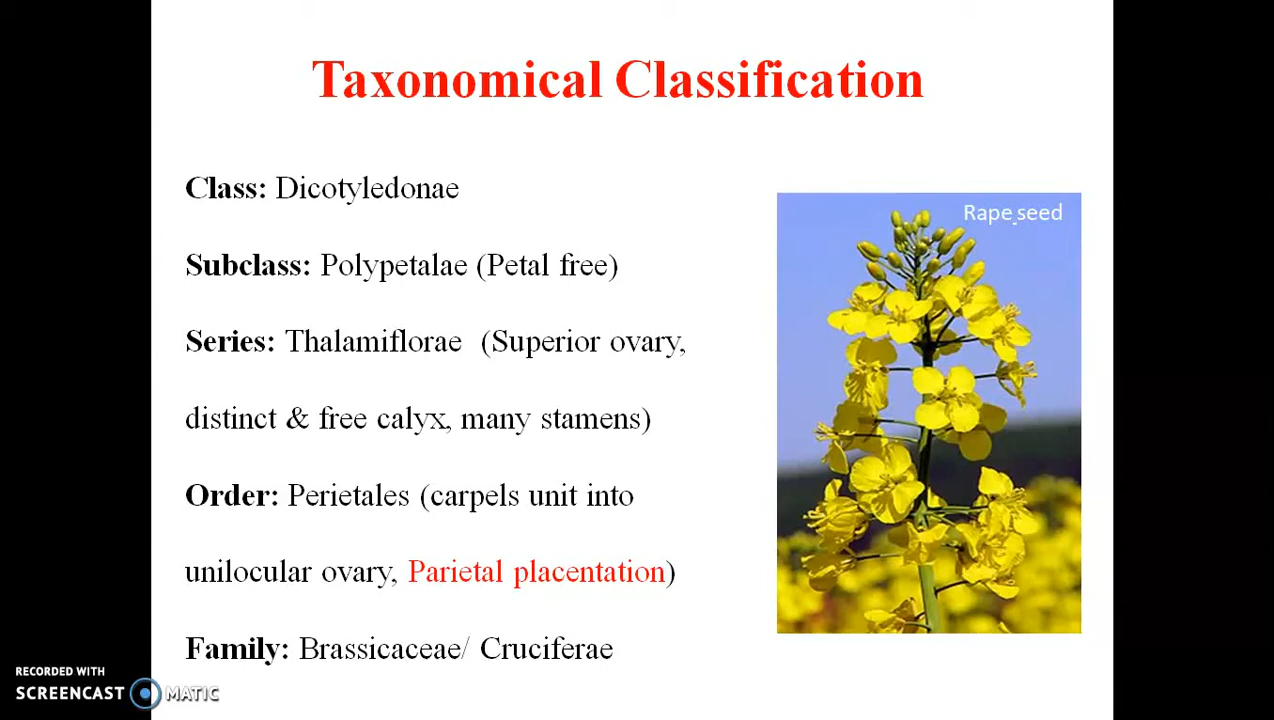 Taxonomical Classification
Class: Dicotyledonae
Rape seed
Subclass: Polypetalae (Petal free)
Series: Thalamiflorae (Superior ovary,
distinct & free calyx, many stamens)
Order: Perietales (carpels unit into
unilocular ovary, Parietal placentation)
Family: Brassicaceae/ Cruciferae
RECORDED WITH
SCREENCAST MATIC